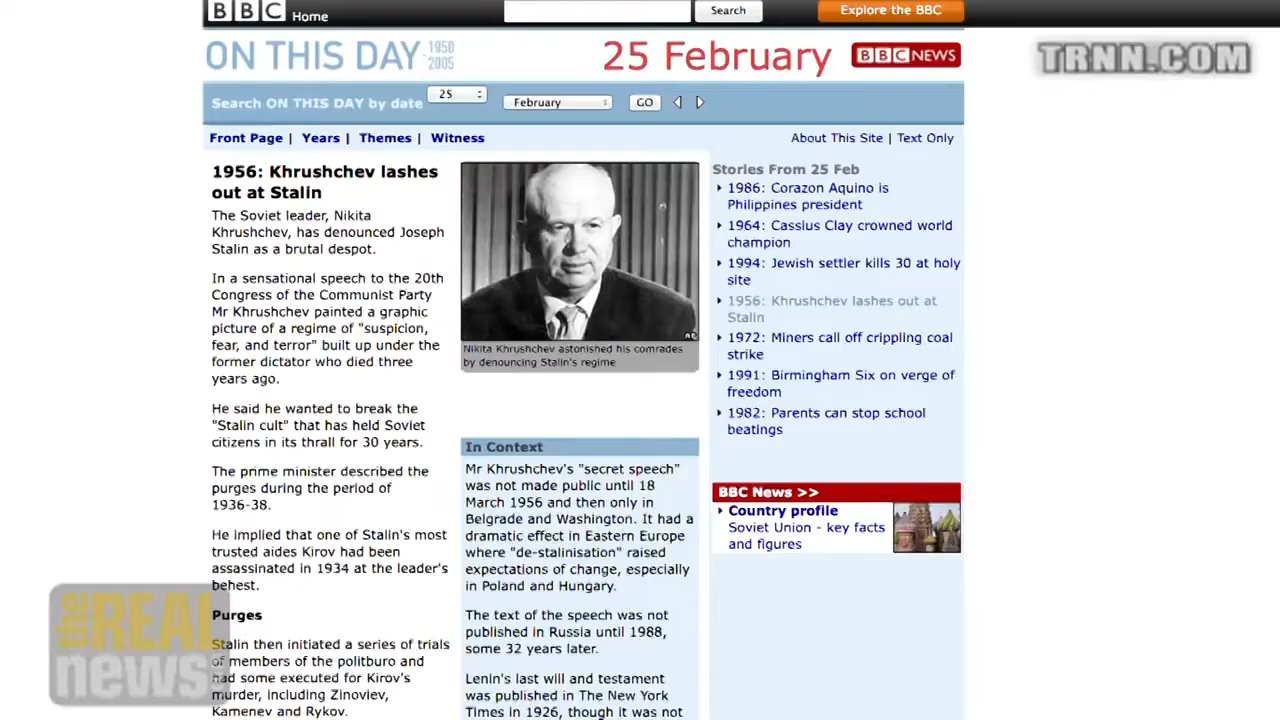 BBC Home
Search
Explore the BBC
ON THIS DAY 1950 2005
25 February
BBC NEWS
TRNN.COM
Search ON THIS DAY by date
25
February
GO
Front Page | Years | Themes | Witness
About This Site | Text Only
1956: Khrushchev lashes
out at Stalin
The Soviet leader, Nikita
Khrushchev, has denounced Joseph
Stalin as a brutal despot.
In a sensational speech to the 20th
Congress of the Communist Party
Mr Khrushchev painted a graphic
picture of a regime of "suspicion,
fear, and terror" built up under the
former dictator who died three
years ago.
He said he wanted to break the
"Stalin cult" that has held Soviet
citizens in its thrall for 30 years.
The prime minister described the
purges during the period of
1936-38.
He implied that one of Stalin's most
trusted aides Kirov had been
assassinated in 1934 at the leader's
behest.
Purges
Stalin then initiated a series of trials
of members of the politburo and
had some executed for Kirov's
murder, including Zinoviev,
Kamenev and Rykov.
Nikita Khrushchev astonished his comrades
by denouncing Stalin's regime
In Context
Mr Khrushchev's "secret speech"
was not made public until 18
March 1956 and then only in
Belgrade and Washington. It had a
dramatic effect in Eastern Europe
where "de-stalinisation" raised
expectations of change, especially
in Poland and Hungary.
The text of the speech was not
published in Russia until 1988,
some 32 years later.
Lenin's last will and testament
was published in The New York
Times in 1926, though it was not
Stories From 25 Feb
1986: Corazon Aquino is
Philippines president
1964: Cassius Clay crowned world
champion
1994: Jewish settler kills 30 at holy
site
1956: Khrushchev lashes out at
Stalin
1972: Miners call off crippling coal
strike
1991: Birmingham Six on verge of
freedom
1982: Parents can stop school
beatings
BBC News >>
Country profile
Soviet Union - key facts
and figures
the REAL
news